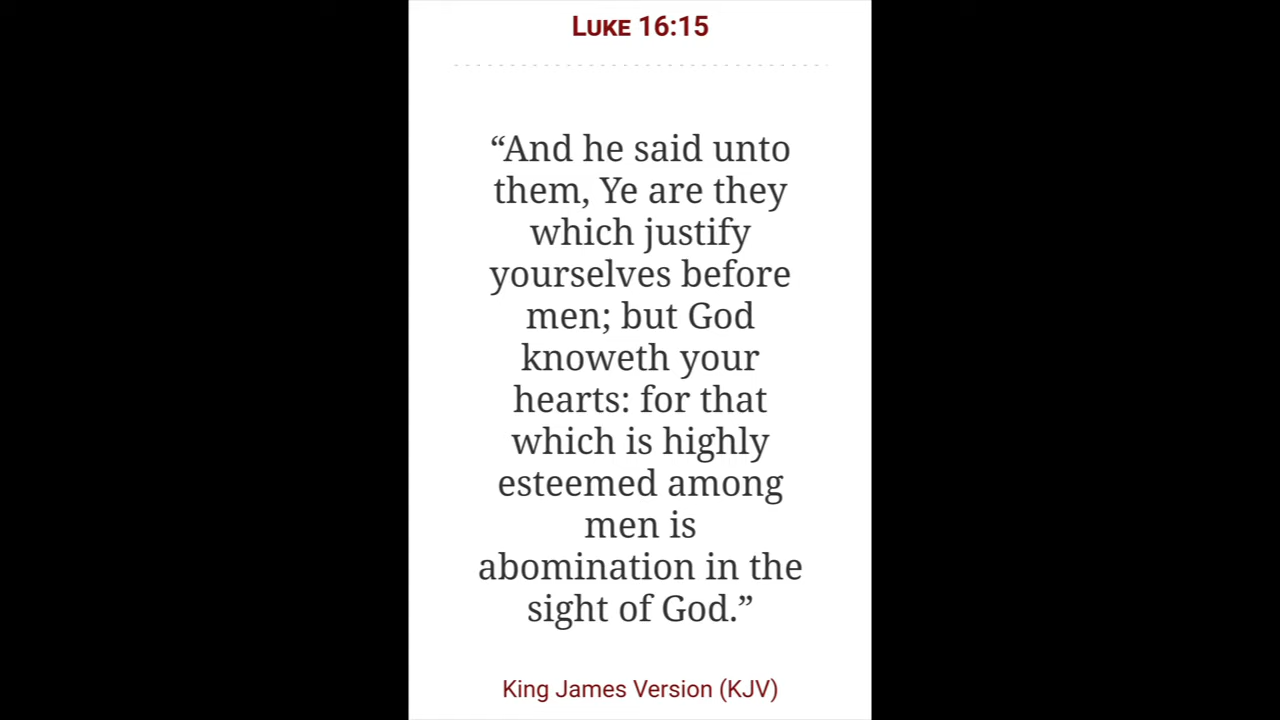 Luke 16:15
“And he said unto
them, Ye are they
which justify
yourselves before
men; but God
knoweth your
hearts: for that
which is highly
esteemed among
men is
abomination in the
sight of God.”
King James Version (KJV)